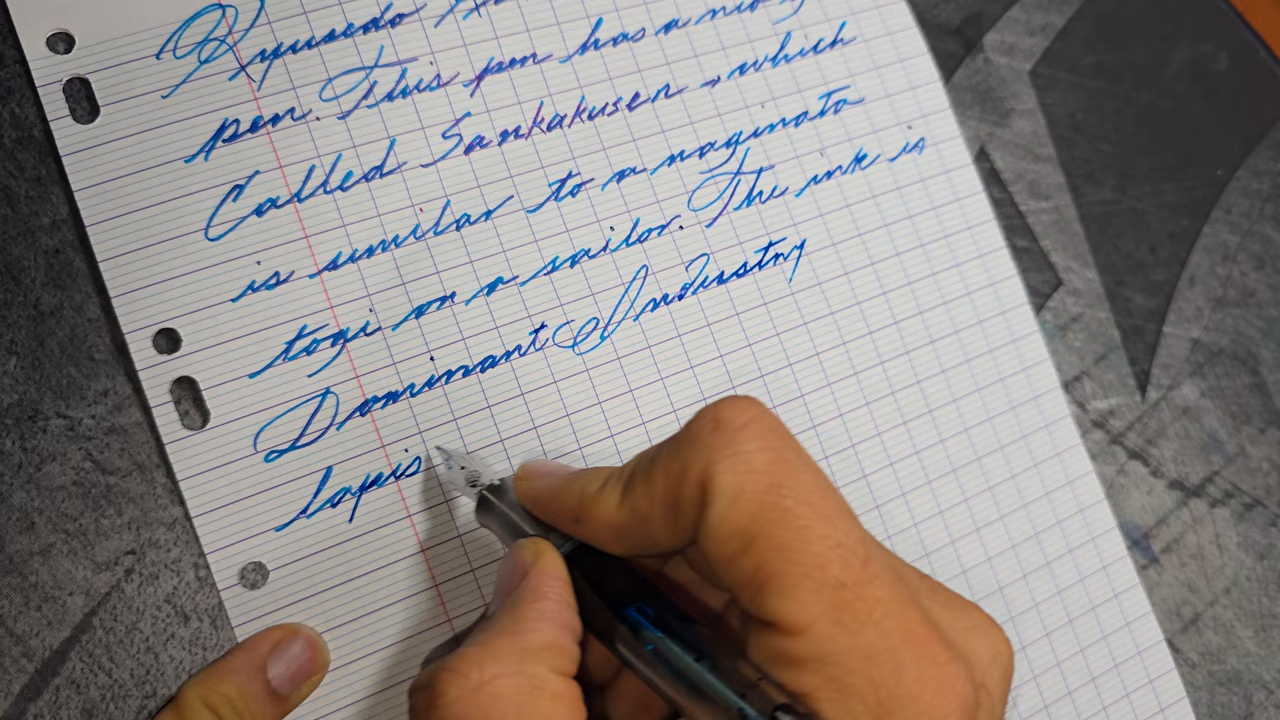 Ryusedo
pen. This pen has a
Called Sankakusen, which
is similar to a naginata
togi on a sailor. The ink is
Dominant Industry
lapis